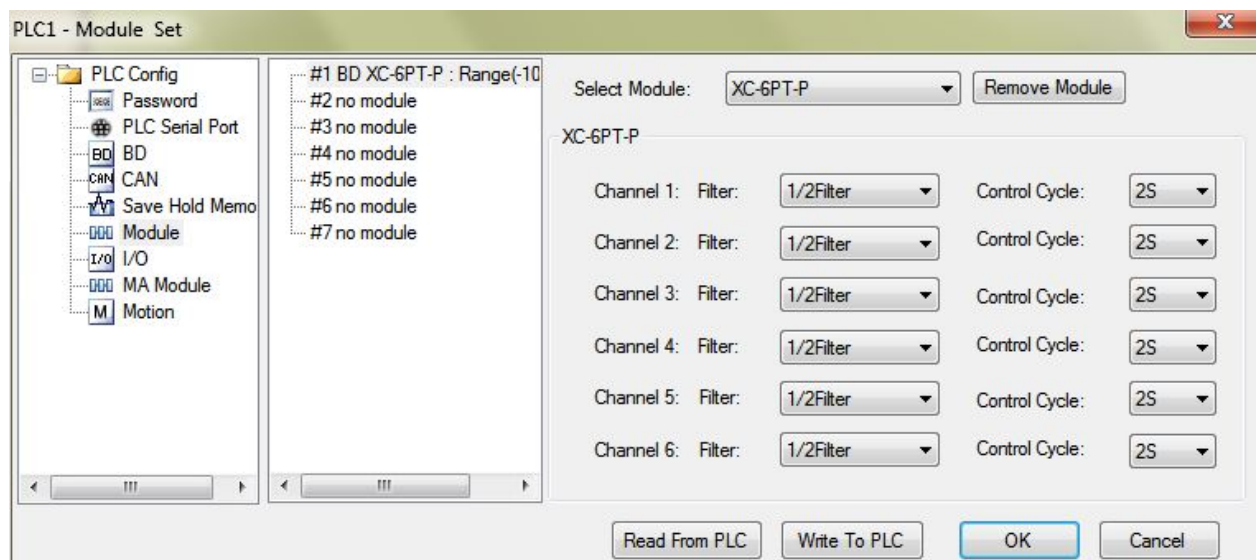 PLC1 - Module Set
PLC Config
Password
PLC Serial Port
BD BD
CAN CAN
Save Hold Memo
Module
I/O I/O
MA Module
M Motion
#1 BD XC-6PT-P : Range(-10
#2 no module
#3 no module
#4 no module
#5 no module
#6 no module
#7 no module
Select Module: XC-6PT-P Remove Module
XC-6PT-P
Channel 1: Filter: 1/2Filter Control Cycle: 2S
Channel 2: Filter: 1/2Filter Control Cycle: 2S
Channel 3: Filter: 1/2Filter Control Cycle: 2S
Channel 4: Filter: 1/2Filter Control Cycle: 2S
Channel 5: Filter: 1/2Filter Control Cycle: 2S
Channel 6: Filter: 1/2Filter Control Cycle: 2S
Read From PLC Write To PLC OK Cancel